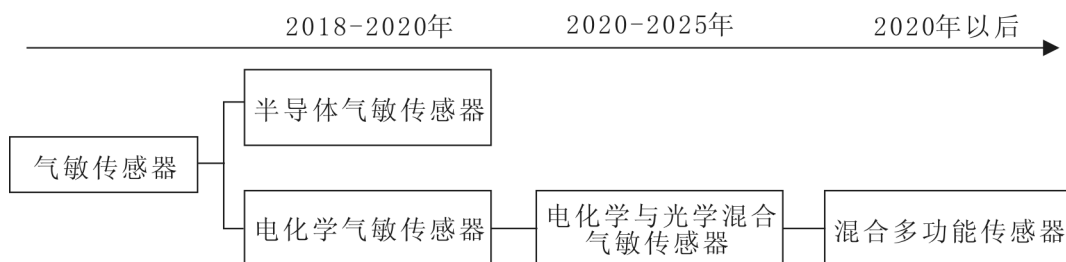 2018-2020年
2020-2025年
2020年以后
半导体气敏传感器
气敏传感器
电化学气敏传感器
电化学与光学混合
气敏传感器
混合多功能传感器